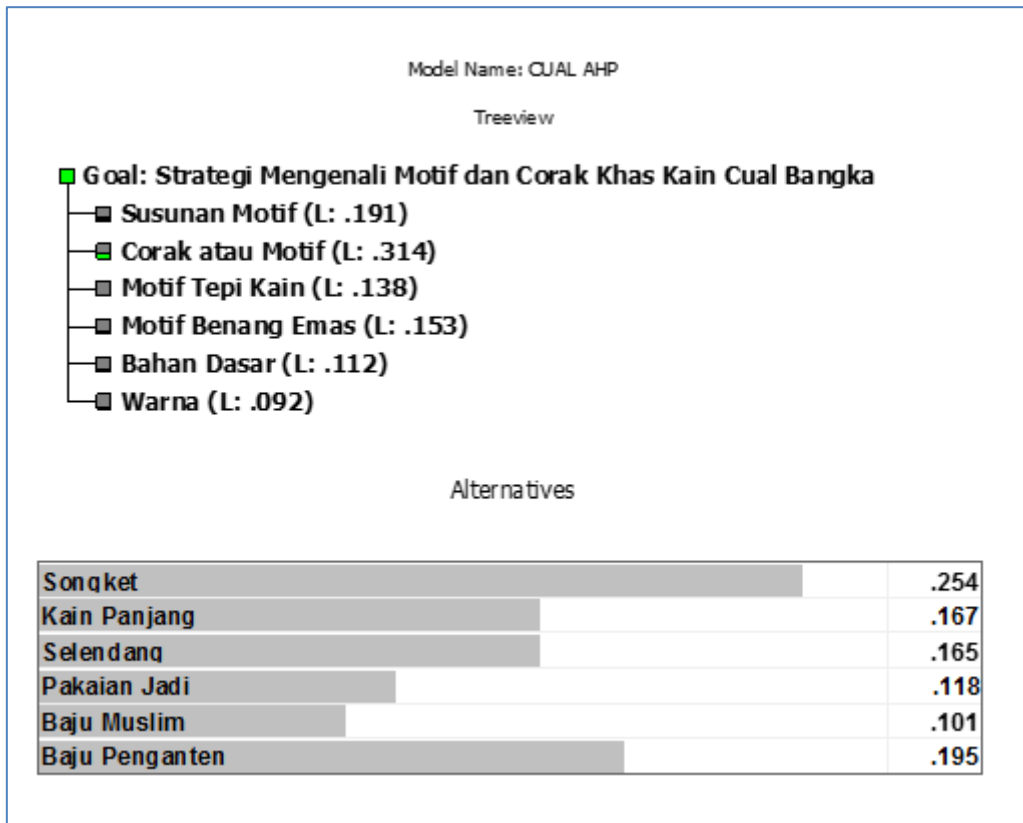 Model Name: CUAL AHP
Treeview
Goal: Strategi Mengenali Motif dan Corak Khas Kain Cual Bangka
Susunan Motif (L: .191)
Corak atau Motif (L: .314)
Motif Tepi Kain (L: .138)
Motif Benang Emas (L: .153)
Bahan Dasar (L: .112)
Warna (L: .092)
Alternatives
Songket .254
Kain Panjang .167
Selendang .165
Pakaian Jadi .118
Baju Muslim .101
Baju Penganten .195